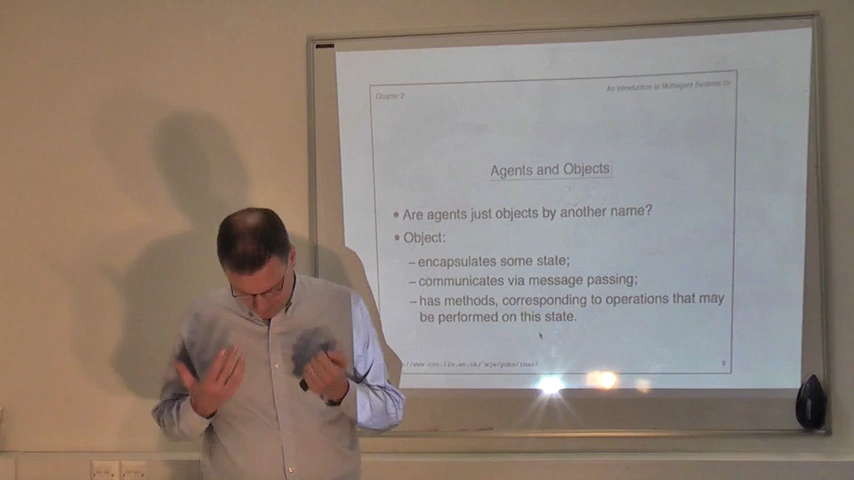 Chapter 2
An Introduction to Multiagent Systems 2e
Agents and Objects
• Are agents just objects by another name?
• Object:
– encapsulates some state;
– communicates via message passing;
– has methods, corresponding to operations that may
be performed on this state.